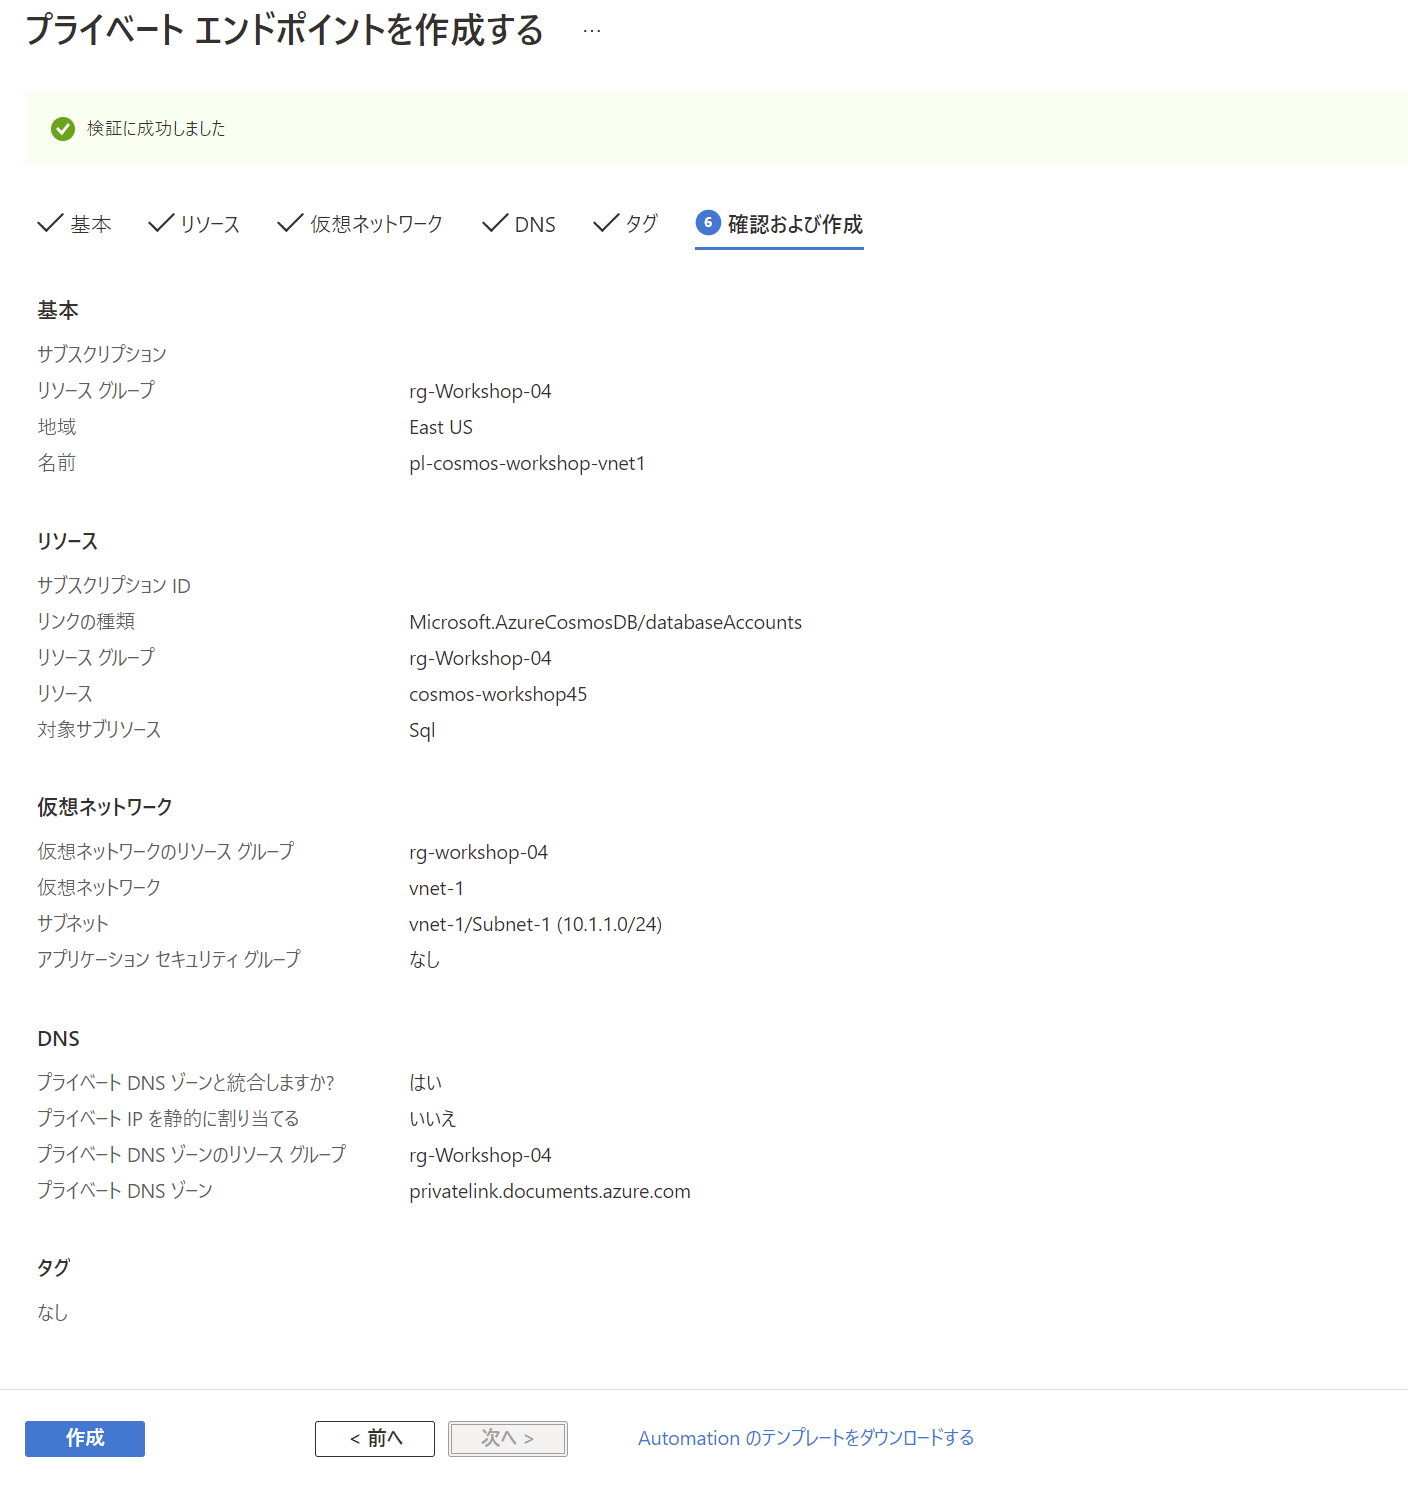 プライベート エンドポイントを作成する ...
検証に成功しました
基本 リソース 仮想ネットワーク DNS タグ 6 確認および作成
基本
サブスクリプション
リソース グループ rg-Workshop-04
地域 East US
名前 pl-cosmos-workshop-vnet1
リソース
サブスクリプション ID
リンクの種類 Microsoft.AzureCosmosDB/databaseAccounts
リソース グループ rg-Workshop-04
リソース cosmos-workshop45
対象サブリソース Sql
仮想ネットワーク
仮想ネットワークのリソース グループ rg-workshop-04
仮想ネットワーク vnet-1
サブネット vnet-1/Subnet-1 (10.1.1.0/24)
アプリケーション セキュリティ グループ なし
DNS
プライベート DNS ゾーンと統合しますか? はい
プライベート IP を静的に割り当てる いいえ
プライベート DNS ゾーンのリソース グループ rg-Workshop-04
プライベート DNS ゾーン privatelink.documents.azure.com
タグ
なし
作成 < 前へ 次へ > Automation のテンプレートをダウンロードする